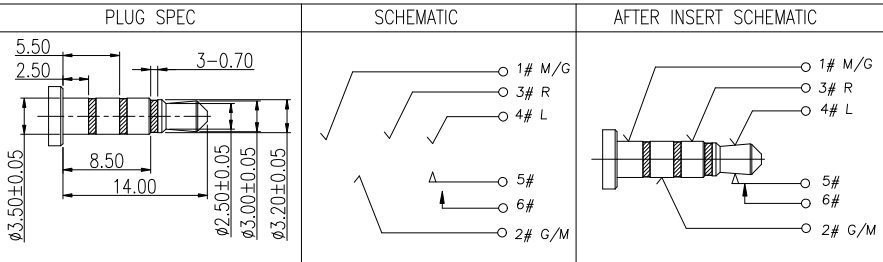 PLUG SPEC
5.50
2.50
3-0.70
8.50
14.00
ø3.50±0.05
ø2.50±0.05
ø3.00±0.05
ø3.20±0.05
SCHEMATIC
1# M/G
3# R
4# L
5#
6#
2# G/M
AFTER INSERT SCHEMATIC
1# M/G
3# R
4# L
5#
6#
2# G/M